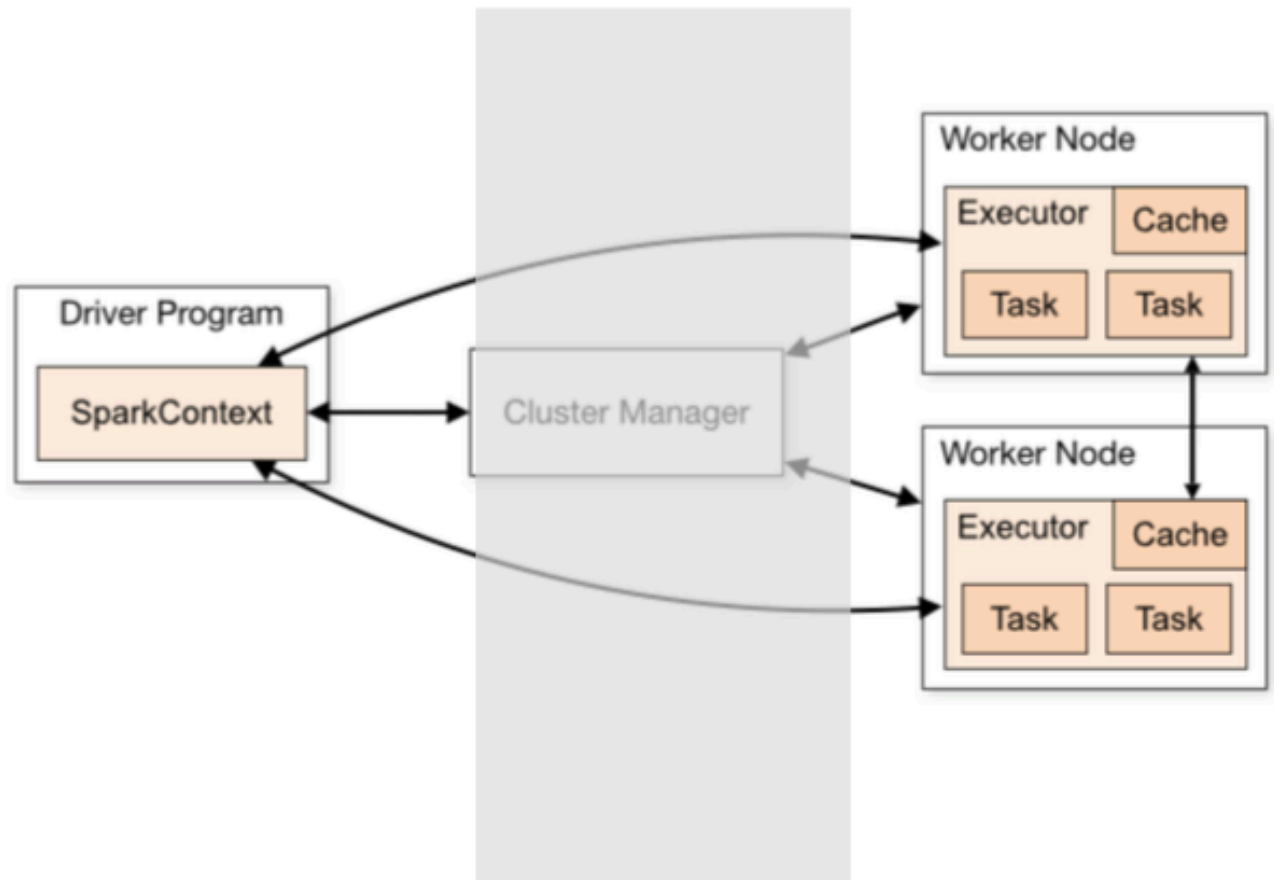 Driver Program
SparkContext
Cluster Manager
Worker Node
Executor
Cache
Task
Task
Worker Node
Executor
Cache
Task
Task